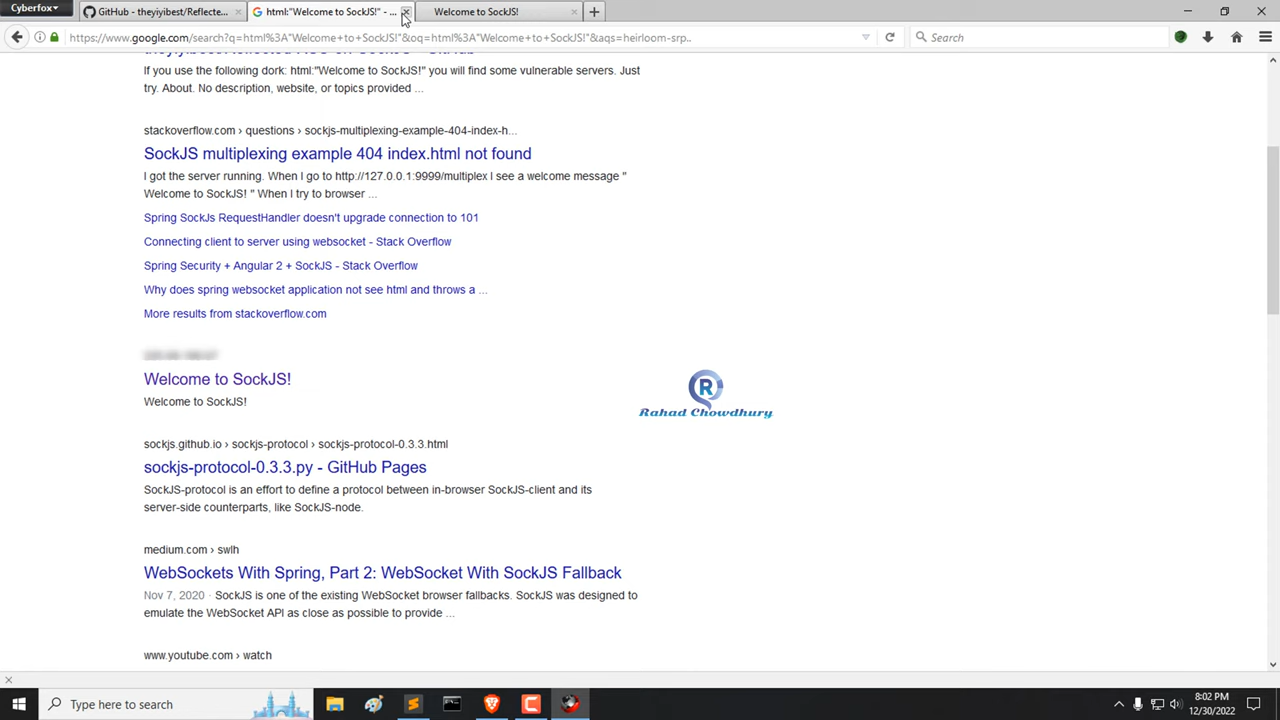 Cyberfox
GitHub - theyiyibest/Reflecte...
html:"Welcome to SockJS!" - ...
Welcome to SockJS!
https://www.google.com/search?q=html%3A"Welcome+to+SockJS!"&oq=html%3A"Welcome+to+SockJS!"&aqs=heirloom-srp..
Search
If you use the following dork: html:"Welcome to SockJS!" you will find some vulnerable servers. Just
try. About. No description, website, or topics provided ...
stackoverflow.com › questions › sockjs-multiplexing-example-404-index-h...
SockJS multiplexing example 404 index.html not found
I got the server running. When I go to http://127.0.0.1:9999/multiplex I see a welcome message "
Welcome to SockJS! " When I try to browser ...
Spring SockJs RequestHandler doesn't upgrade connection to 101
Connecting client to server using websocket - Stack Overflow
Spring Security + Angular 2 + SockJS - Stack Overflow
Why does spring websocket application not see html and throws a ...
More results from stackoverflow.com
Welcome to SockJS!
Welcome to SockJS!
R
Rahad Chowdhury
sockjs.github.io › sockjs-protocol › sockjs-protocol-0.3.3.html
sockjs-protocol-0.3.3.py - GitHub Pages
SockJS-protocol is an effort to define a protocol between in-browser SockJS-client and its
server-side counterparts, like SockJS-node.
medium.com › swlh
WebSockets With Spring, Part 2: WebSocket With SockJS Fallback
Nov 7, 2020 · SockJS is one of the existing WebSocket browser fallbacks. SockJS was designed to
emulate the WebSocket API as close as possible to provide ...
www.youtube.com › watch
Type here to search
8:02 PM
12/30/2022